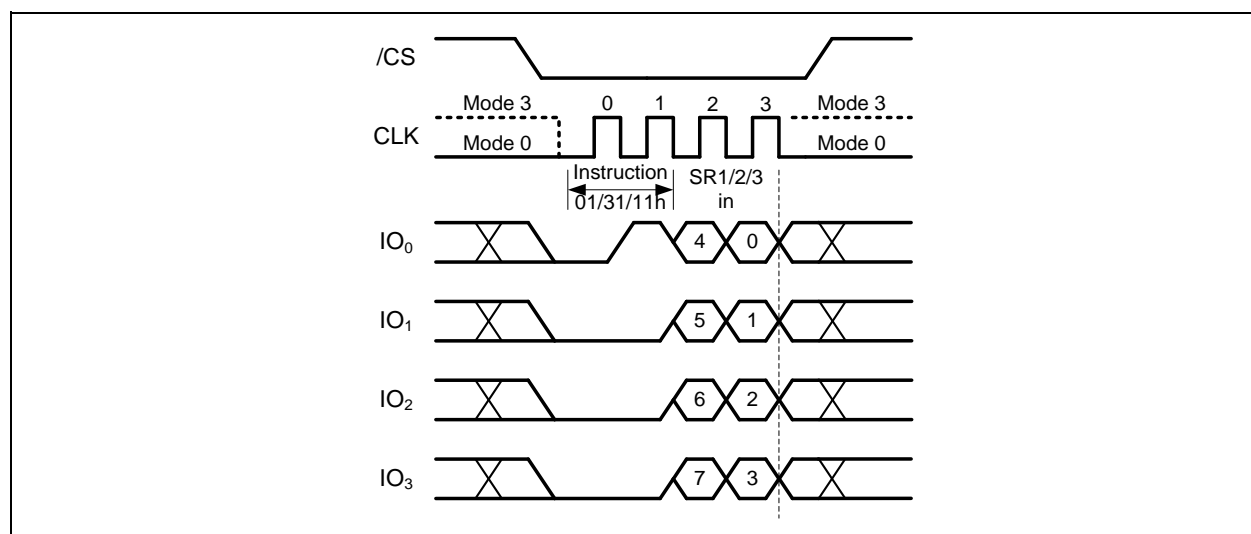 /CS
Mode 3 0 1 2 3 Mode 3
CLK
Mode 0 Mode 0
Instruction SR1/2/3
01/31/11h in
IO₀ 4 0
IO₁ 5 1
IO₂ 6 2
IO₃ 7 3